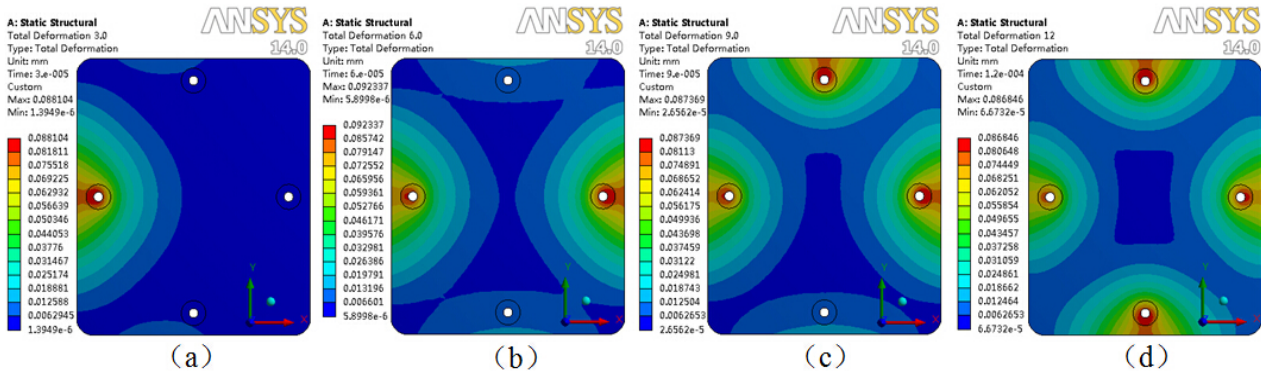 ANSYS
14.0
A: Static Structural
Total Deformation 3.0
Type: Total Deformation
Unit: mm
Time: 3.e-005
Custom
Max: 0.088104
Min: 1.3949e-6
0.088104
0.081811
0.075518
0.069225
0.062932
0.056639
0.050346
0.044053
0.03776
0.031467
0.025174
0.018881
0.012588
0.0062945
1.3949e-6
Y
X
(a)
ANSYS
14.0
A: Static Structural
Total Deformation 6.0
Type: Total Deformation
Unit: mm
Time: 6.e-005
Custom
Max: 0.092337
Min: 5.8998e-6
0.092337
0.085742
0.079147
0.072552
0.065956
0.059361
0.052766
0.046171
0.039576
0.032981
0.026386
0.019791
0.013196
0.006601
5.8998e-6
Y
X
(b)
ANSYS
14.0
A: Static Structural
Total Deformation 9.0
Type: Total Deformation
Unit: mm
Time: 9.e-005
Custom
Max: 0.087369
Min: 2.6562e-5
0.087369
0.08113
0.074891
0.068652
0.062414
0.056175
0.049936
0.043698
0.037459
0.03122
0.024981
0.018743
0.012504
0.0062653
2.6562e-5
Y
X
(c)
ANSYS
14.0
A: Static Structural
Total Deformation 12
Type: Total Deformation
Unit: mm
Time: 1.2e-004
Custom
Max: 0.086846
Min: 6.6732e-5
0.086846
0.080648
0.074449
0.068251
0.062052
0.055854
0.049655
0.043457
0.037258
0.031059
0.024861
0.018662
0.012464
0.0062653
6.6732e-5
Y
X
(d)